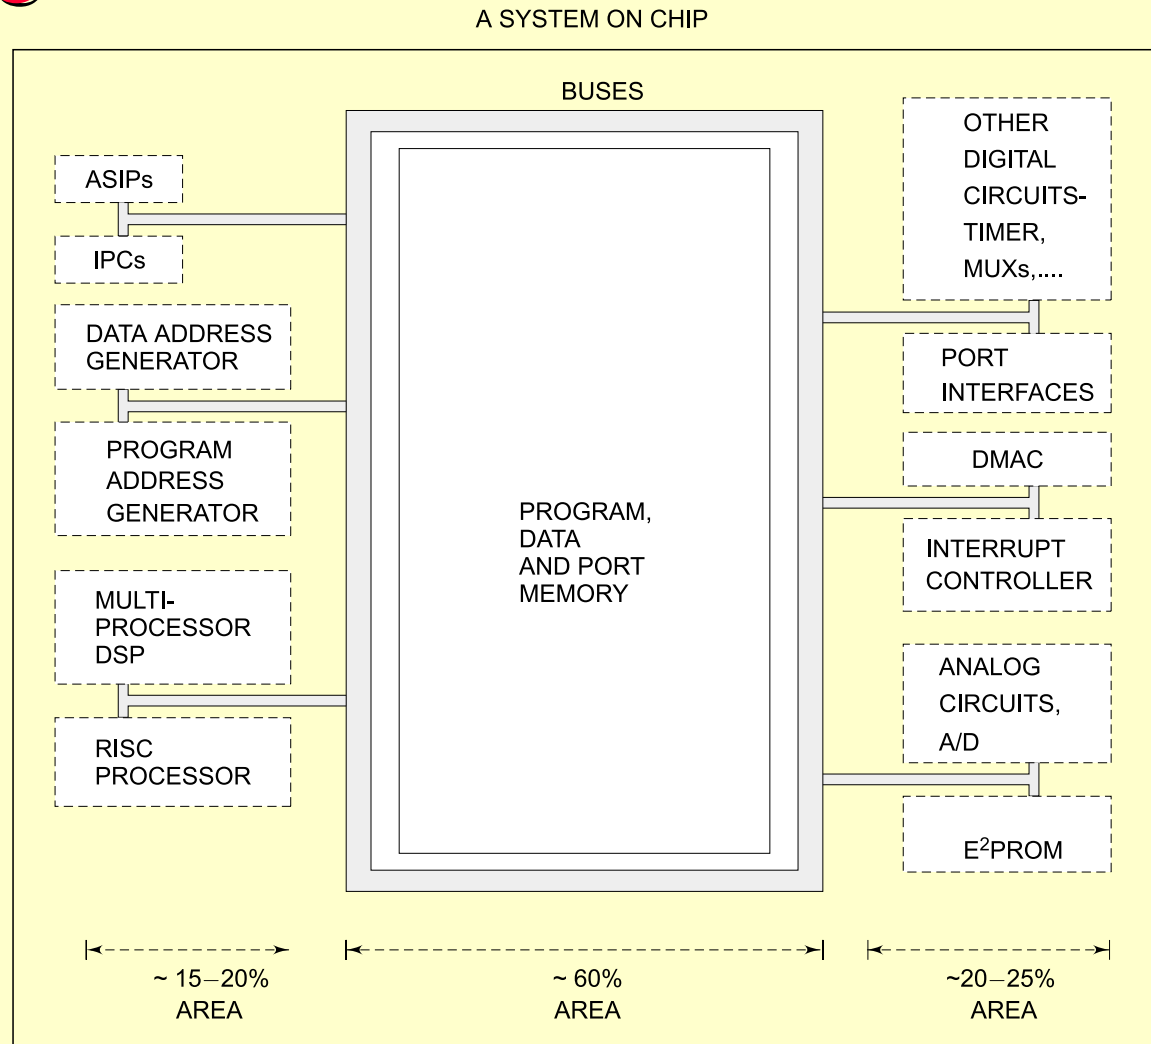 A SYSTEM ON CHIP
BUSES
ASIPs
IPCs
DATA ADDRESS
GENERATOR
PROGRAM
ADDRESS
GENERATOR
MULTI-
PROCESSOR
DSP
RISC
PROCESSOR
PROGRAM,
DATA
AND PORT
MEMORY
OTHER
DIGITAL
CIRCUITS-
TIMER,
MUXs,....
PORT
INTERFACES
DMAC
INTERRUPT
CONTROLLER
ANALOG
CIRCUITS,
A/D
E²PROM
~ 15–20%
AREA
~ 60%
AREA
~20–25%
AREA